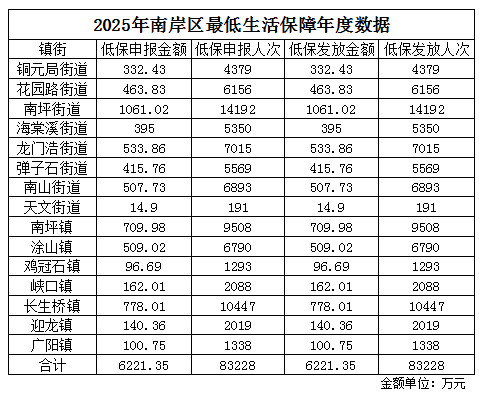 2025年南岸区最低生活保障年度数据
镇街 低保申报金额 低保申报人次 低保发放金额 低保发放人次
铜元局街道 332.43 4379 332.43 4379
花园路街道 463.83 6156 463.83 6156
南坪街道 1061.02 14192 1061.02 14192
海棠溪街道 395 5350 395 5350
龙门浩街道 533.86 7015 533.86 7015
弹子石街道 415.76 5569 415.76 5569
南山街道 507.73 6893 507.73 6893
天文街道 14.9 191 14.9 191
南坪镇 709.98 9508 709.98 9508
涂山镇 509.02 6790 509.02 6790
鸡冠石镇 96.69 1293 96.69 1293
峡口镇 162.01 2088 162.01 2088
长生桥镇 778.01 10447 778.01 10447
迎龙镇 140.36 2019 140.36 2019
广阳镇 100.75 1338 100.75 1338
合计 6221.35 83228 6221.35 83228
金额单位：万元